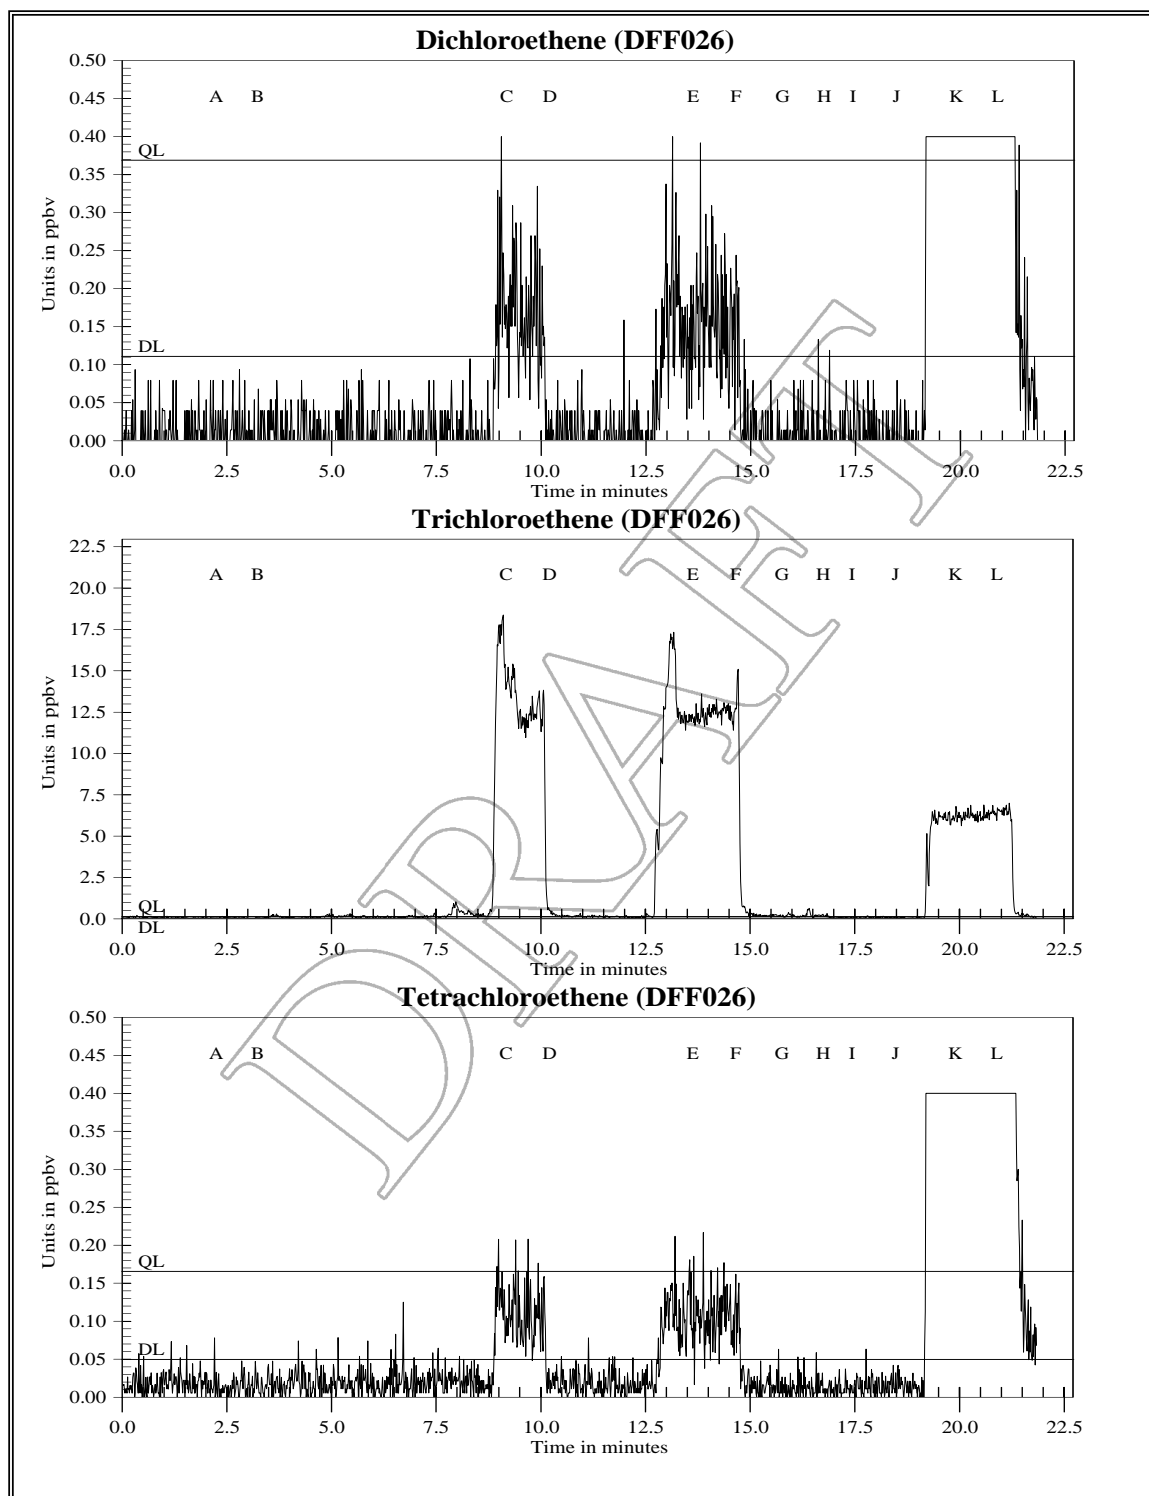 Dichloroethene (DFF026)
0.50
0.45
A B C D E F G H I J K L
0.40
QL
0.35
0.30
Units in ppbv
0.25
0.20
0.15
DL
0.10
0.05
0.00
0.0 2.5 5.0 7.5 10.0 12.5 15.0 17.5 20.0 22.5
Time in minutes
Trichloroethene (DFF026)
22.5
A B C D E F G H I J K L
20.0
17.5
15.0
Units in ppbv
12.5
10.0
7.5
5.0
2.5
QL
0.0
DL
0.0 2.5 5.0 7.5 10.0 12.5 15.0 17.5 20.0 22.5
Time in minutes
Tetrachloroethene (DFF026)
0.50
0.45
A B C D E F G H I J K L
0.40
0.35
0.30
Units in ppbv
0.25
0.20
QL
0.15
0.10
DL
0.05
0.00
0.0 2.5 5.0 7.5 10.0 12.5 15.0 17.5 20.0 22.5
Time in minutes
DRAFT